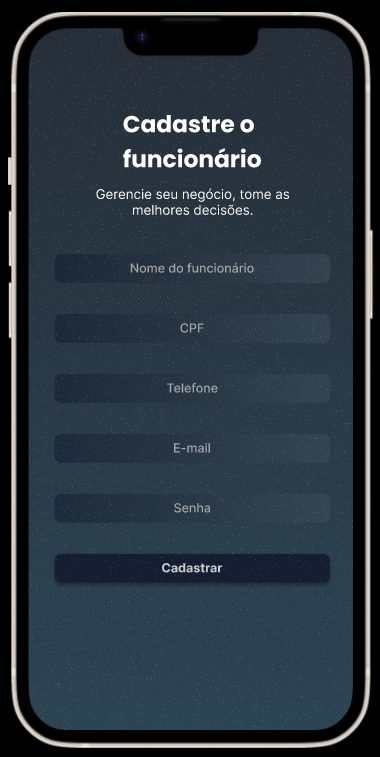 Cadastre o
funcionário
Gerencie seu negócio, tome as
melhores decisões.
Nome do funcionário
CPF
Telefone
E-mail
Senha
Cadastrar